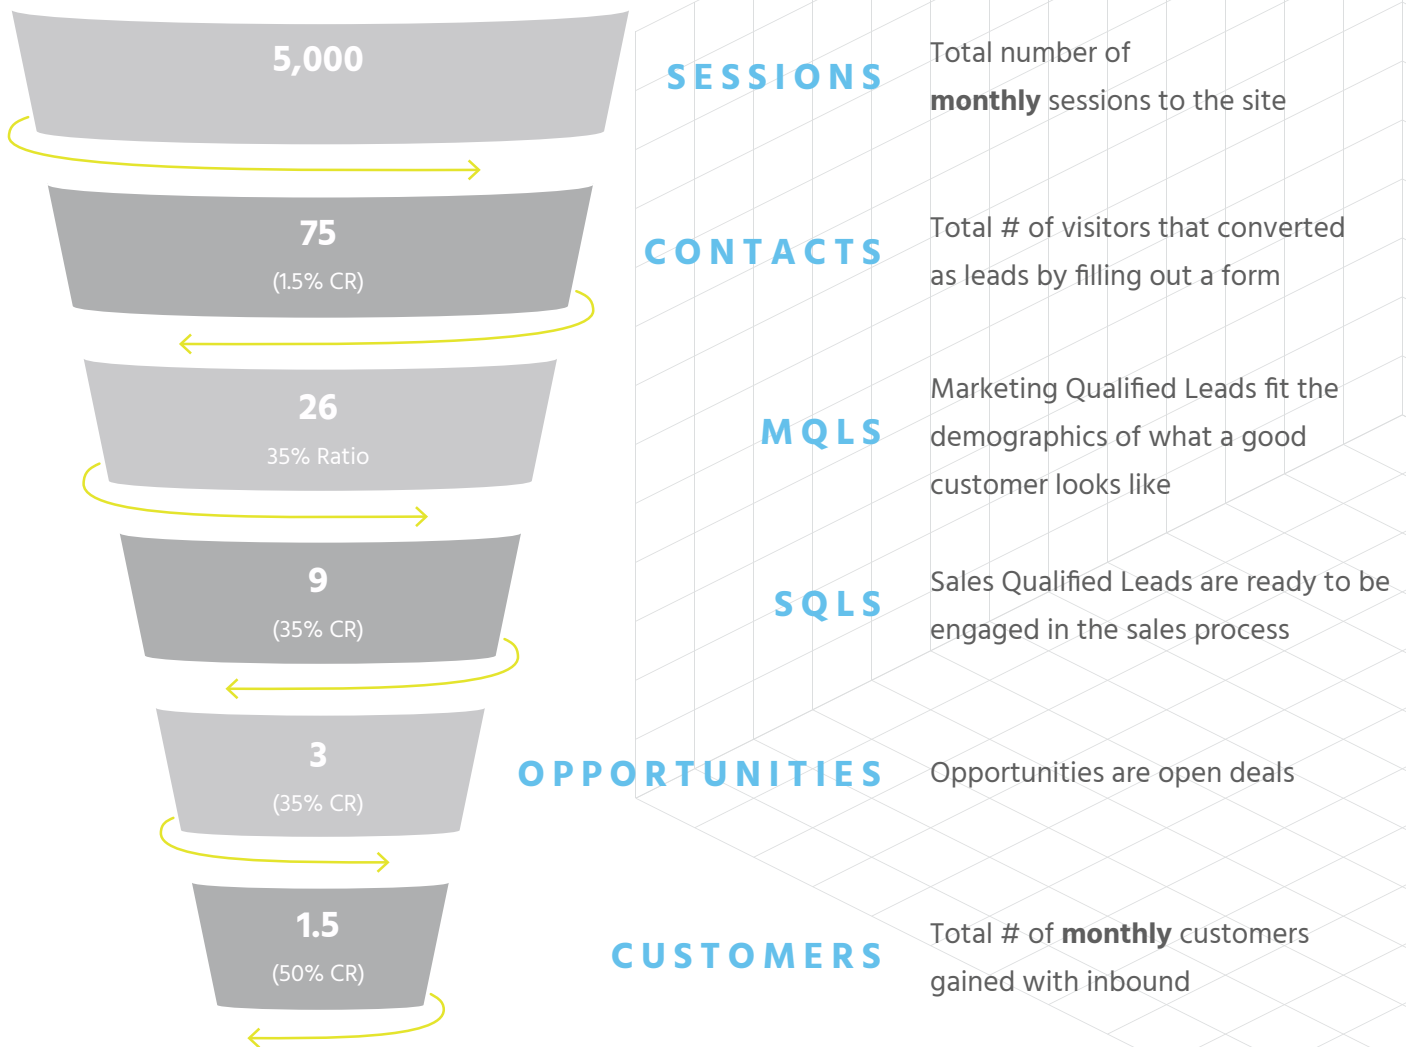 5,000
SESSIONS
Total number of
monthly sessions to the site
75
(1.5% CR)
CONTACTS
Total # of visitors that converted
as leads by filling out a form
26
35% Ratio
MQLS
Marketing Qualified Leads fit the
demographics of what a good
customer looks like
9
(35% CR)
SQLS
Sales Qualified Leads are ready to be
engaged in the sales process
3
(35% CR)
OPPORTUNITIES
Opportunities are open deals
1.5
(50% CR)
CUSTOMERS
Total # of monthly customers
gained with inbound